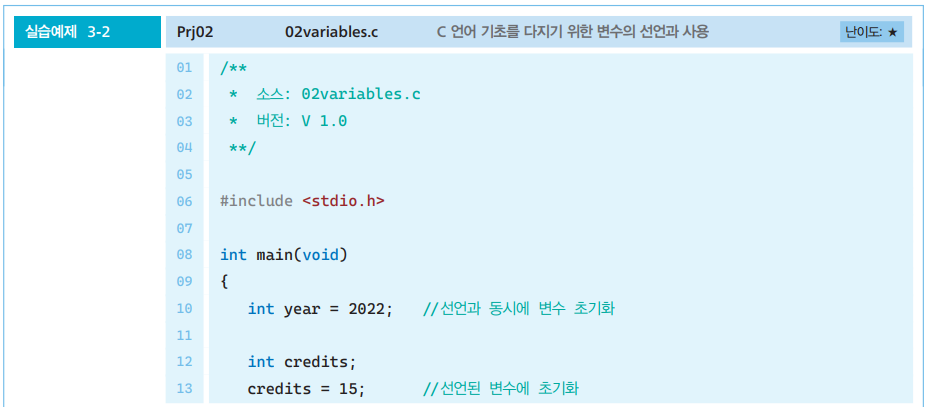 실습예제 3-2 Prj02 02variables.c C 언어 기초를 다지기 위한 변수의 선언과 사용 난이도: ★
01 /**
02 * 소스: 02variables.c
03 * 버전: V 1.0
04 **/
05
06 #include <stdio.h>
07
08 int main(void)
09 {
10 int year = 2022; //선언과 동시에 변수 초기화
11
12 int credits;
13 credits = 15; //선언된 변수에 초기화